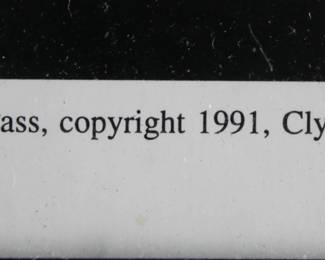 ass, copyright 1991, Cly